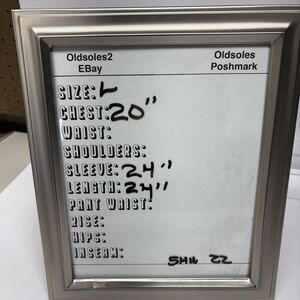 Oldsoles2 Oldsoles
EBay Poshmark
SIZE: L
CHEST: 20"
WAIST:
SHOULDERS:
SLEEVE: 24"
LENGTH: 24"
PANT WAIST:
RISE:
HIPS:
INSEAM:
SHW 22